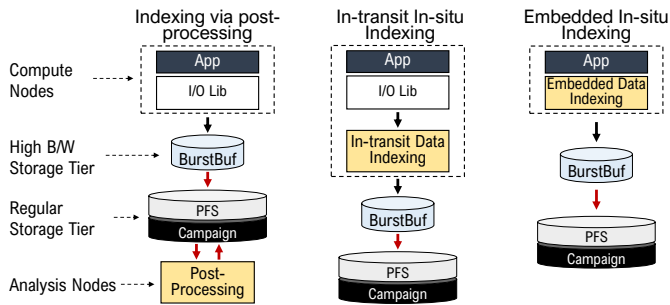 Indexing via post-
processing
In-transit In-situ
Indexing
Embedded In-situ
Indexing
Compute
Nodes
High B/W
Storage Tier
Regular
Storage Tier
Analysis Nodes
App
I/O Lib
BurstBuf
PFS
Campaign
Post-
Processing
App
I/O Lib
In-transit Data
Indexing
BurstBuf
PFS
Campaign
App
Embedded Data
Indexing
BurstBuf
PFS
Campaign